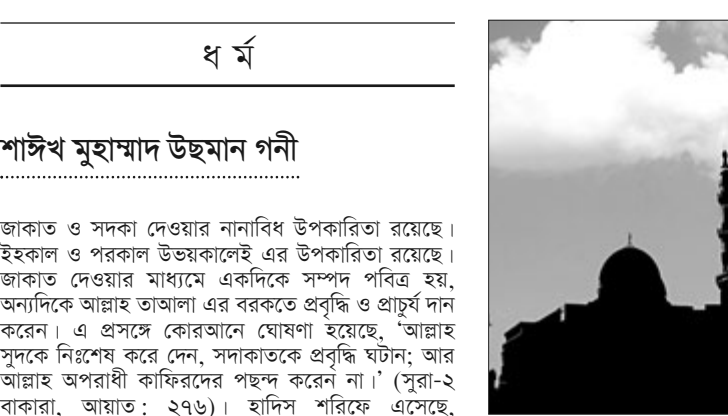 ধ র্ম
শাঈখ মুহাম্মাদ উছমান গনী
জাকাত ও সদকা দেওয়ার নানাবিধ উপকারিতা রয়েছে।
ইহকাল ও পরকাল উভয়কালেই এর উপকারিতা রয়েছে।
জাকাত দেওয়ার মাধ্যমে একদিকে সম্পদ পবিত্র হয়,
অন্যদিকে আল্লাহ তাআলা এর বরকতে প্রবৃদ্ধি ও প্রাচুর্য দান
করেন। এ প্রসঙ্গে কোরআনে ঘোষণা হয়েছে, ‘আল্লাহ
সুদকে নিঃশেষ করে দেন, সদাকাতকে প্রবৃদ্ধি ঘটান; আর
আল্লাহ অপরাধী কাফিরদের পছন্দ করেন না।’ (সুরা-২
বাকারা, আয়াত: ২৭৬)। হাদিস শরিফে এসেছে,